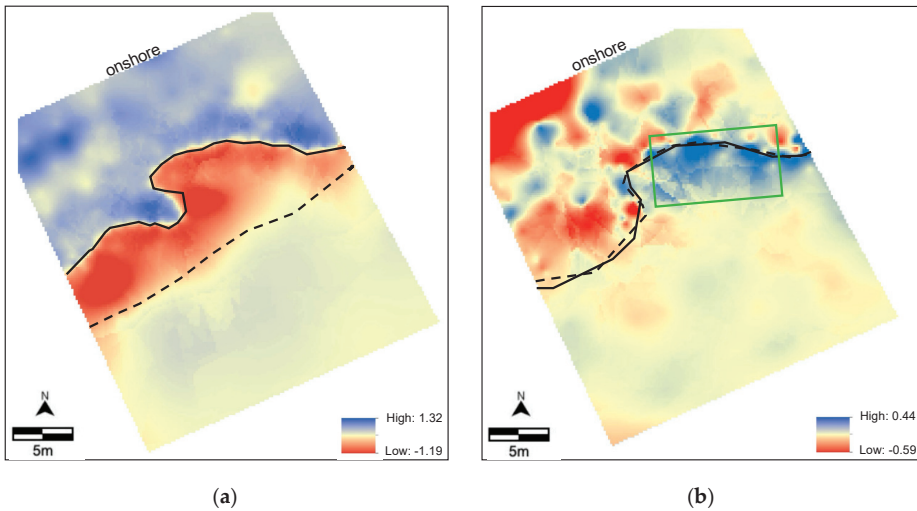 onshore
N
5m
High: 1.32
Low: -1.19
(a)
onshore
N
5m
High: 0.44
Low: -0.59
(b)